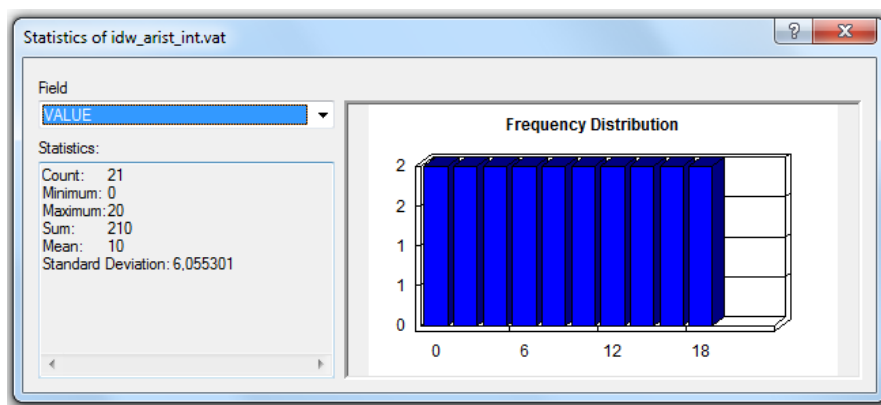 Statistics of idw_arist_int.vat
?
X
Field
VALUE
Statistics:
Count: 21
Minimum: 0
Maximum: 20
Sum: 210
Mean: 10
Standard Deviation: 6,055301
Frequency Distribution
2
2
1
1
0
0 6 12 18